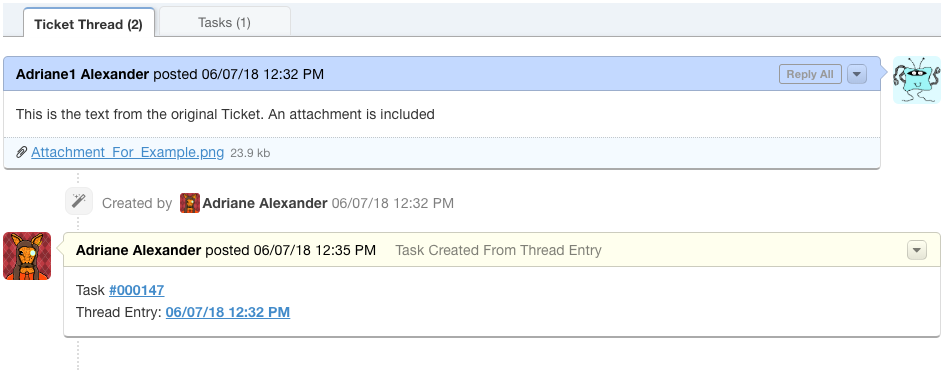 Ticket Thread (2) Tasks (1)
Adriane1 Alexander posted 06/07/18 12:32 PM Reply All
This is the text from the original Ticket. An attachment is included
Attachment_For_Example.png 23.9 kb
Created by Adriane Alexander 06/07/18 12:32 PM
Adriane Alexander posted 06/07/18 12:35 PM Task Created From Thread Entry
Task #000147
Thread Entry: 06/07/18 12:32 PM